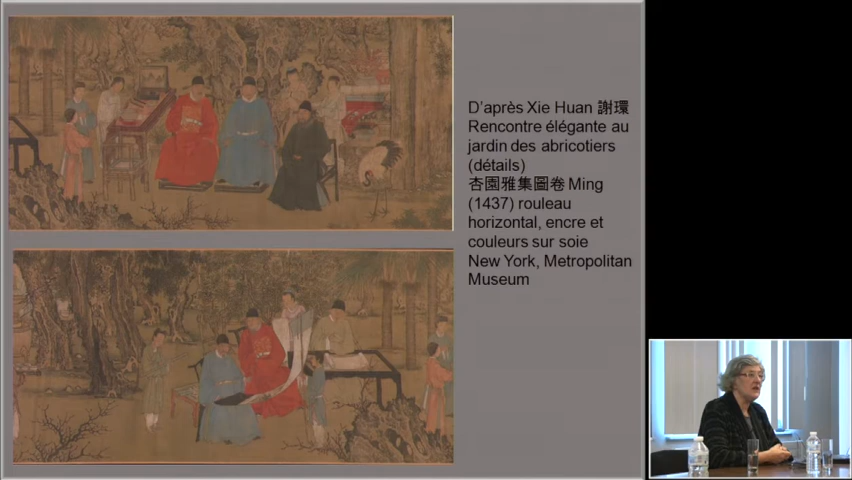 D'après Xie Huan 謝環
Rencontre élégante au
jardin des abricotiers
(détails)
杏園雅集圖卷 Ming
(1437) rouleau
horizontal, encre et
couleurs sur soie
New York, Metropolitan
Museum